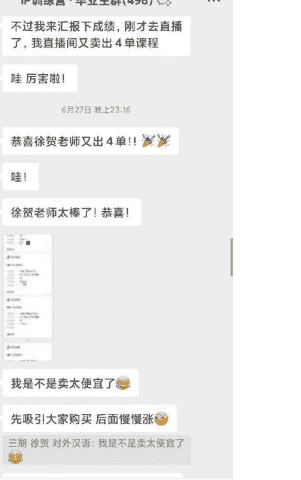 IP训练营·毕业生群(498)
不过我来汇报下成绩，刚才去直播
了，我直播间又卖出4单课程
哇 厉害啦!
6月27日 晚上23:16
恭喜徐贺老师又出4单!!🎉🎉
哇!
徐贺老师太棒了! 恭喜!
我是不是卖太便宜了
先吸引大家购买 后面慢慢涨
三期 徐贺 对外汉语: 我是不是卖太便宜了